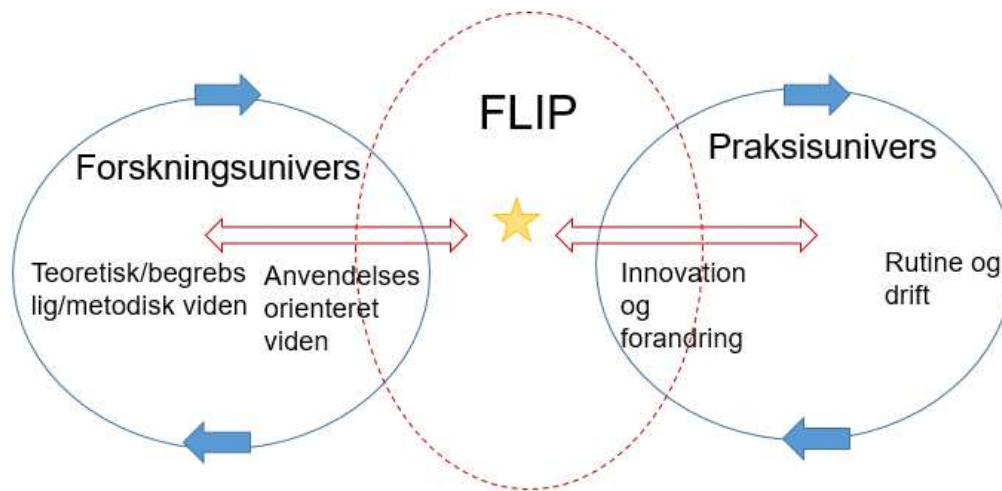 FLIP
Forskningsunivers
Praksisunivers
Teoretisk/begrebs
lig/metodisk viden
Anvendelses
orienteret
viden
Innovation
og
forandring
Rutine og
drift